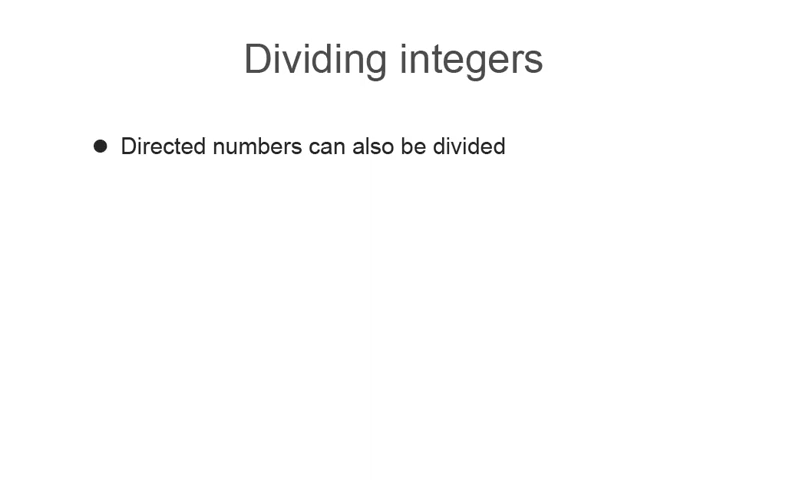 Dividing integers
● Directed numbers can also be divided